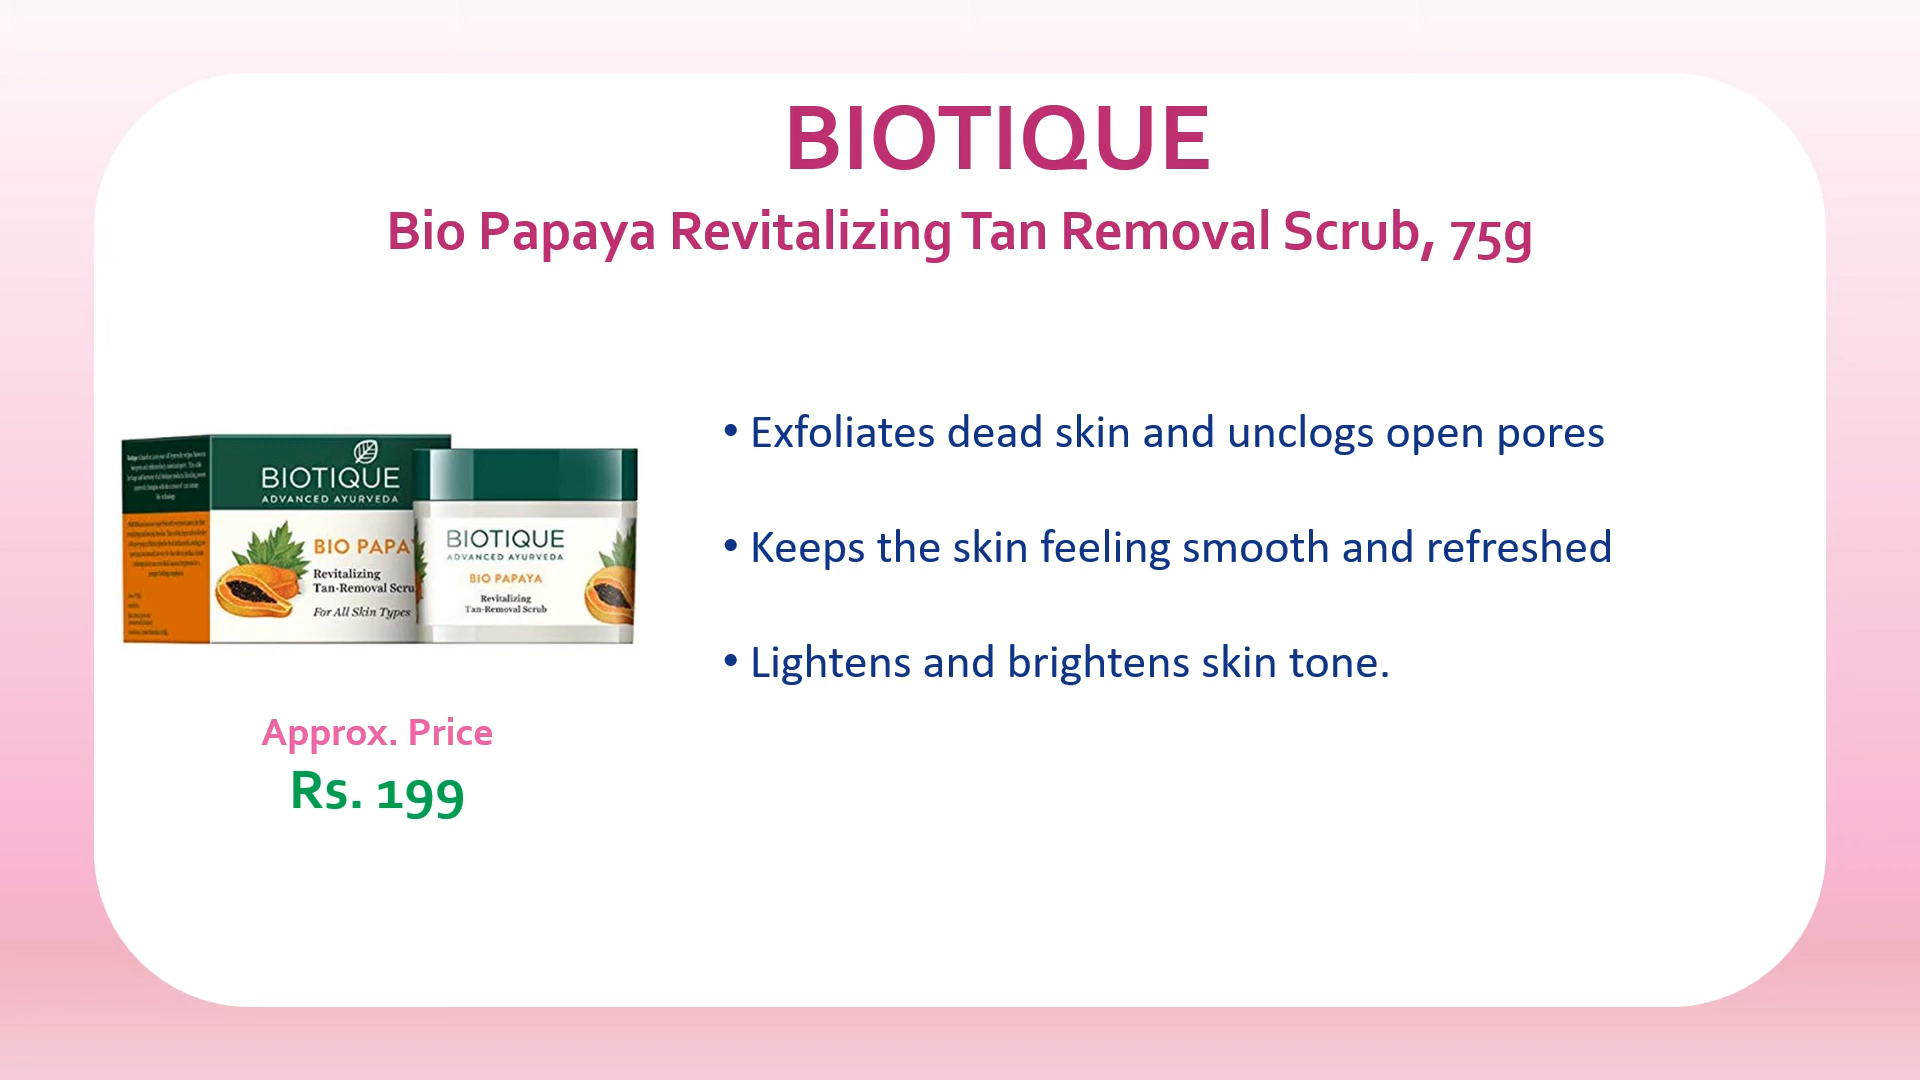 BIOTIQUE
Bio Papaya Revitalizing Tan Removal Scrub, 75g
BIOTIQUE
ADVANCED AYURVEDA
BIO PAPA
Revitalizing
Tan-Removal Scru
For All Skin Types
BIOTIQUE
ADVANCED AYURVEDA
BIO PAPAYA
Revitalizing
Tan-Removal Scrub
• Exfoliates dead skin and unclogs open pores
• Keeps the skin feeling smooth and refreshed
• Lightens and brightens skin tone.
Approx. Price
Rs. 199